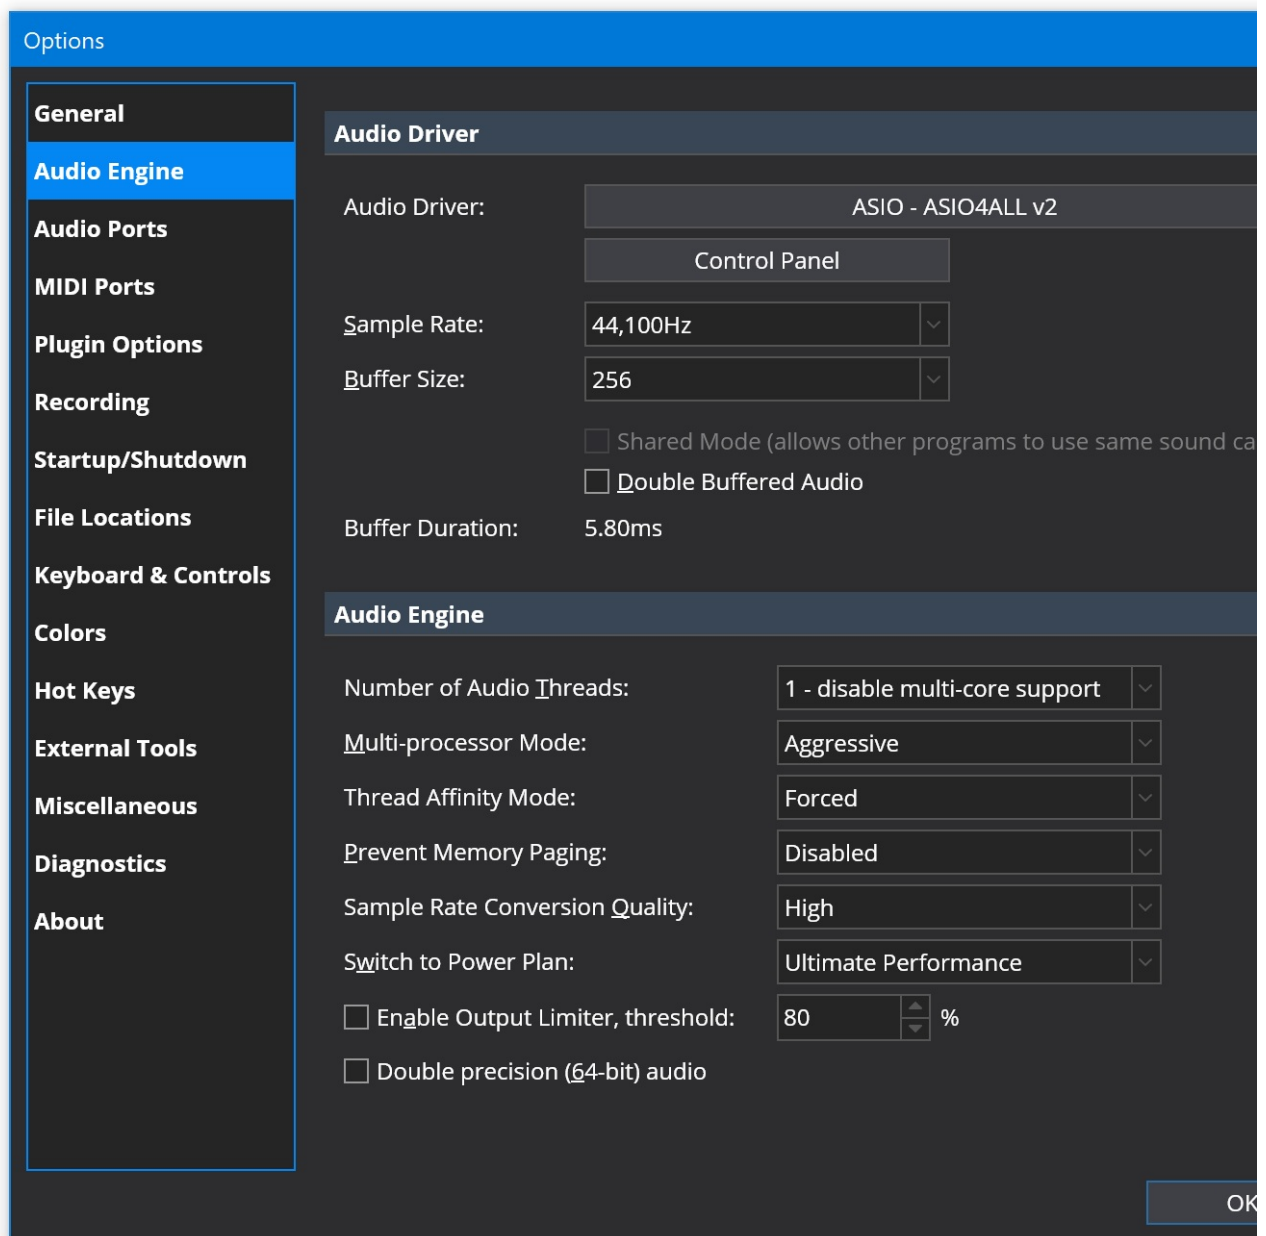 Options
General
Audio Engine
Audio Ports
MIDI Ports
Plugin Options
Recording
Startup/Shutdown
File Locations
Keyboard & Controls
Colors
Hot Keys
External Tools
Miscellaneous
Diagnostics
About
Audio Driver
Audio Driver: ASIO - ASIO4ALL v2
Control Panel
Sample Rate: 44,100Hz
Buffer Size: 256
Shared Mode (allows other programs to use same sound ca
Double Buffered Audio
Buffer Duration: 5.80ms
Audio Engine
Number of Audio Threads: 1 - disable multi-core support
Multi-processor Mode: Aggressive
Thread Affinity Mode: Forced
Prevent Memory Paging: Disabled
Sample Rate Conversion Quality: High
Switch to Power Plan: Ultimate Performance
Enable Output Limiter, threshold: 80 %
Double precision (64-bit) audio
OK